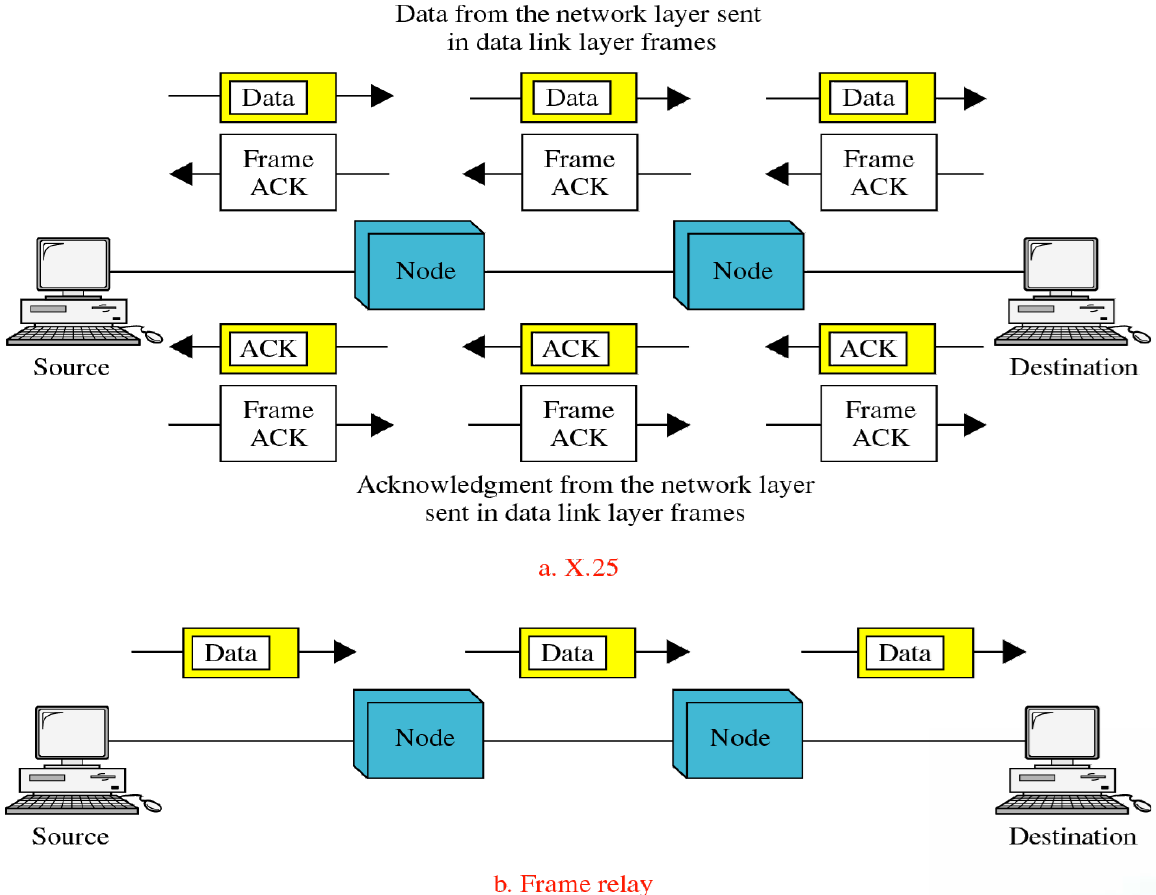 Data from the network layer sent
in data link layer frames
Data
Data
Data
Frame
ACK
Frame
ACK
Frame
ACK
Node
Node
Source
Destination
ACK
ACK
ACK
Frame
ACK
Frame
ACK
Frame
ACK
Acknowledgment from the network layer
sent in data link layer frames
a. X.25
Data
Data
Data
Node
Node
Source
Destination
b. Frame relay